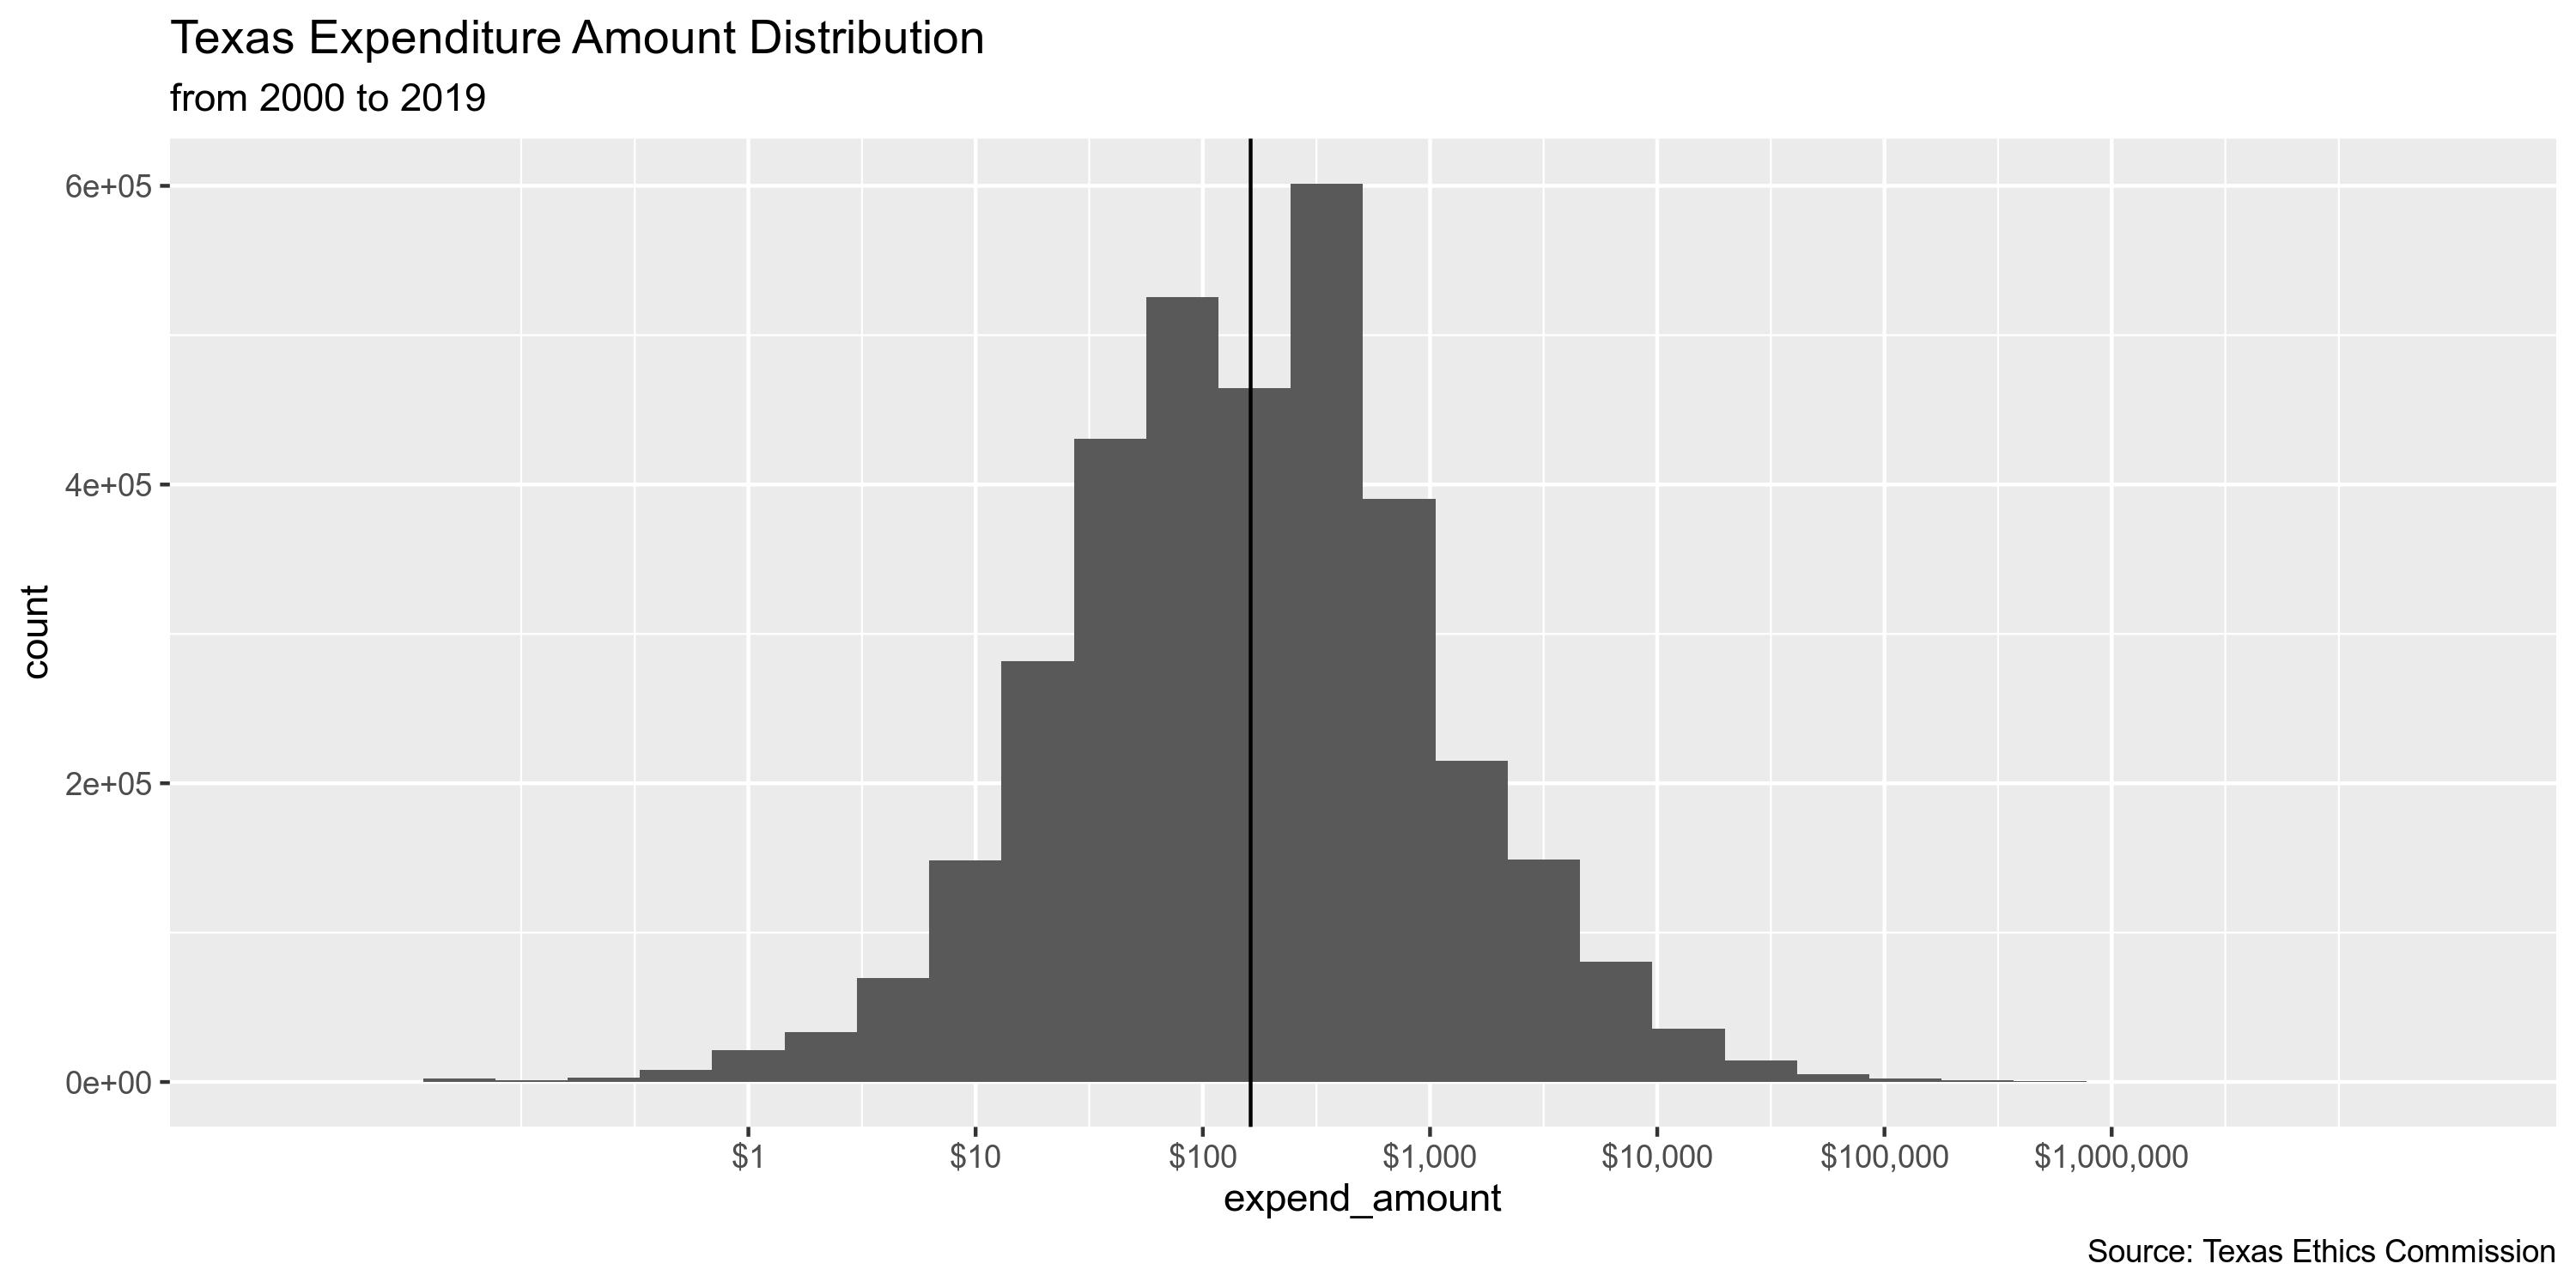 Texas Expenditure Amount Distribution
from 2000 to 2019
6e+05
4e+05
2e+05
0e+00
count
$1 $10 $100 $1,000 $10,000 $100,000 $1,000,000
expend_amount
Source: Texas Ethics Commission